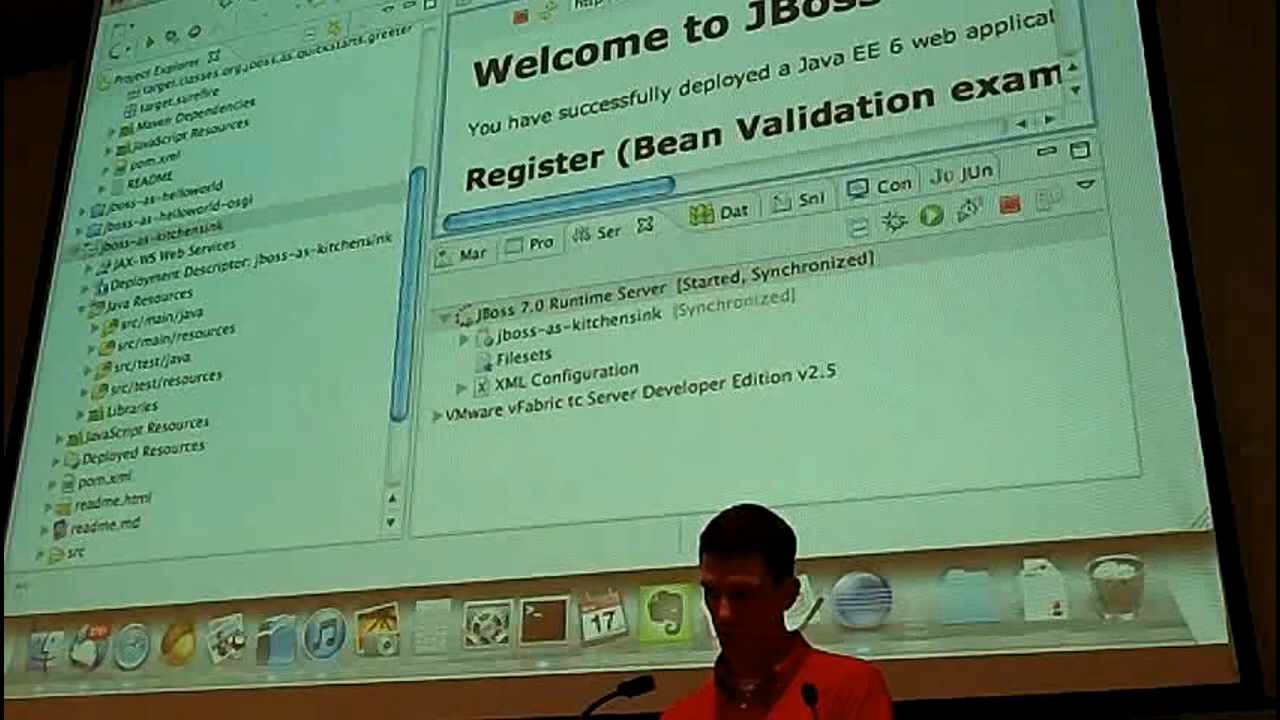 Project Explorer
target.classes.org.jboss.as.quickstarts.greeter
target.surefire
Maven Dependencies
JavaScript Resources
pom.xml
README
jboss-as-helloworld
jboss-as-helloworld-osgi
jboss-as-kitchensink
JAX-WS Web Services
Deployment Descriptor: jboss-as-kitchensink
Java Resources
src/main/java
src/main/resources
src/test/java
src/test/resources
Libraries
JavaScript Resources
Deployed Resources
pom.xml
readme.html
readme.md
src
http
Welcome to JBoss
You have successfully deployed a Java EE 6 web applicat
Register (Bean Validation exam
Mar Pro Ser Dat Sni Con JUn
JBoss 7.0 Runtime Server [Started, Synchronized]
jboss-as-kitchensink [Synchronized]
Filesets
XML Configuration
VMware vFabric tc Server Developer Edition v2.5
17